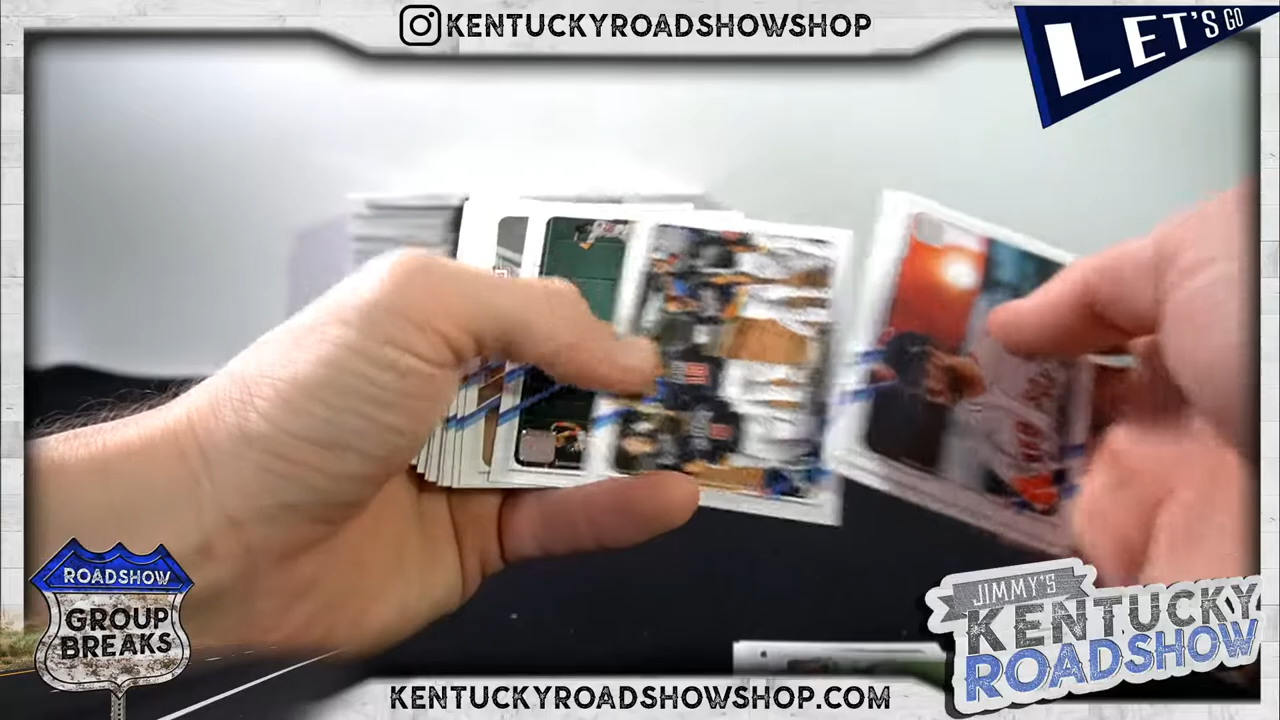 KENTUCKYROADSHOWSHOP
LET'S GO
ROADSHOW
GROUP
BREAKS
JIMMY'S
KENTUCKY
ROADSHOW
KENTUCKYROADSHOWSHOP.COM